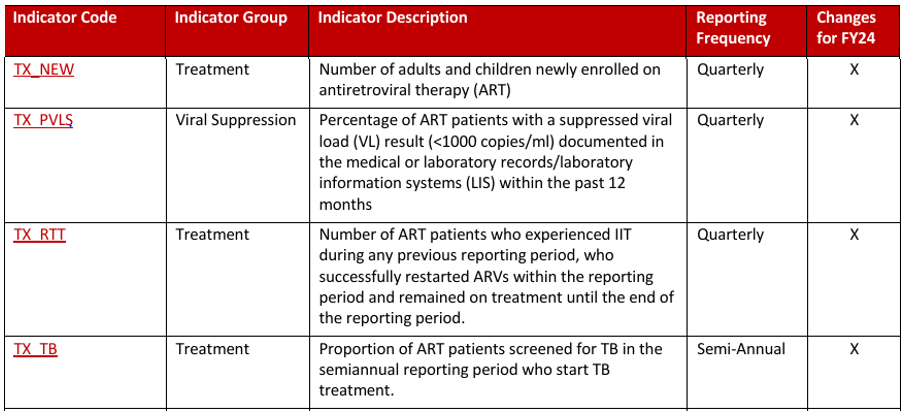 Indicator Code Indicator Group Indicator Description Reporting Frequency Changes for FY24
TX_NEW Treatment Number of adults and children newly enrolled on Quarterly X
antiretroviral therapy (ART)
TX_PVLS Viral Suppression Percentage of ART patients with a suppressed viral Quarterly X
load (VL) result (<1000 copies/ml) documented in
the medical or laboratory records/laboratory
information systems (LIS) within the past 12
months
TX_RTT Treatment Number of ART patients who experienced IIT Quarterly X
during any previous reporting period, who
successfully restarted ARVs within the reporting
period and remained on treatment until the end of
the reporting period.
TX_TB Treatment Proportion of ART patients screened for TB in the Semi-Annual X
semiannual reporting period who start TB
treatment.